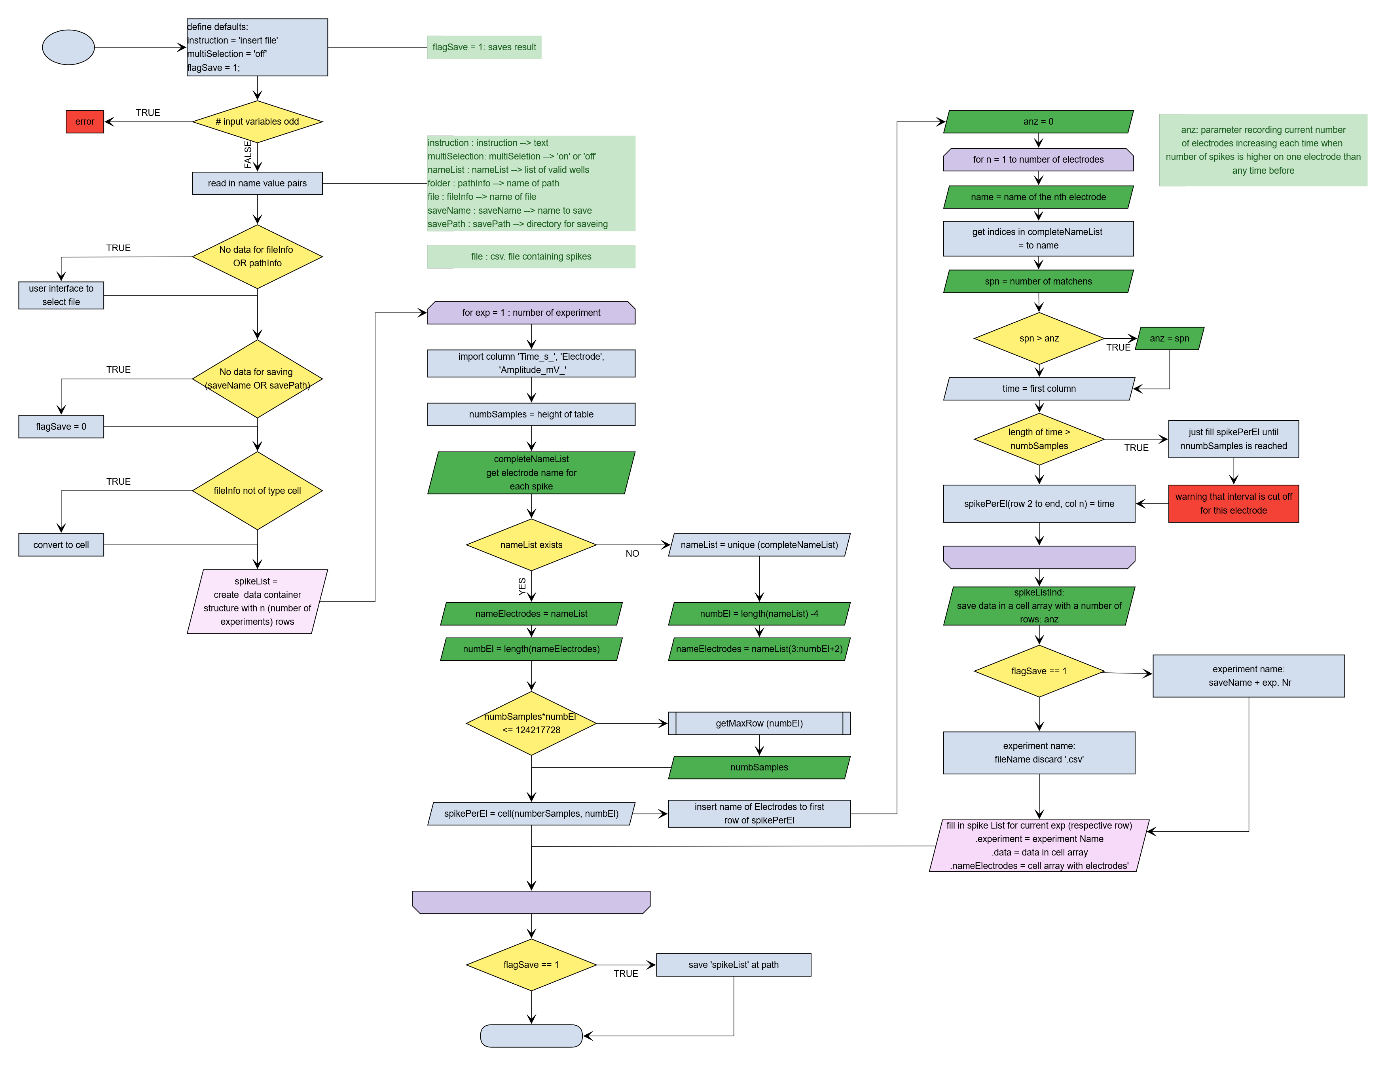 define defaults:
instruction = 'insert file'
multiSelection = 'off'
flagSave = 1;
flagSave = 1: saves result
# input variables odd
TRUE
error
FALSE
read in name value pairs
instruction : instruction --> text
multiSelection: multiSeletion --> 'on' or 'off'
nameList : nameList --> list of valid wells
folder : pathInfo --> name of path
file : fileInfo --> name of file
saveName : saveName --> name to save
savePath : savePath --> directory for saveing
file : csv. file containing spikes
No data for fileInfo
OR pathInfo
TRUE
user interface to
select file
No data for saving
(saveName OR savePath)
TRUE
flagSave = 0
fileInfo not of type cell
TRUE
convert to cell
spikeList =
create  data container
structure with n (number of
experiments) rows
for exp = 1 : number of experiment
import column 'Time_s_', 'Electrode',
'Amplitude_mV_'
numbSamples = height of table
completeNameList
get electrode name for
each spike
nameList exists
NO
nameList = unique (completeNameList)
YES
nameElectrodes = nameList
numbEl = length(nameList) -4
numbEl = length(nameElectrodes)
nameElectrodes = nameList(3:numbEl+2)
numbSamples*numbEl
<= 124217728
getMaxRow (numbEl)
numbSamples
spikePerEl = cell(numberSamples, numbEl)
insert name of Electrodes to first
row of spikePerEl
anz = 0
anz: parameter recording current number
of electrodes increasing each time when
number of spikes is higher on one electrode than
any time before
for n = 1 to number of electrodes
name = name of the nth electrode
get indices in completeNameList
= to name
spn = number of matchens
spn > anz
TRUE
anz = spn
time = first column
length of time >
numbSamples
TRUE
just fill spikePerEl until
nnumbSamples is reached
warning that interval is cut off
for this electrode
spikePerEl(row 2 to end, col n) = time
spikeListInd:
save data in a cell array with a number of
rows: anz
flagSave == 1
experiment name:
saveName + exp. Nr
experiment name:
fileName discard '.csv'
fill in spike List for current exp (respective row)
.experiment = experiment Name
.data = data in cell array
.nameElectrodes = cell array with electrodes'
flagSave == 1
TRUE
save 'spikeList' at path